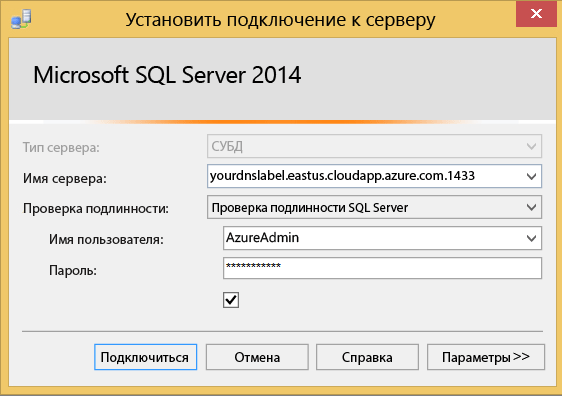 Установить подключение к серверу
Microsoft SQL Server 2014
Тип сервера: СУБД
Имя сервера: yourdnslabel.eastus.cloudapp.azure.com.1433
Проверка подлинности: Проверка подлинности SQL Server
Имя пользователя: AzureAdmin
Пароль: ***********
Подключиться Отмена Справка Параметры >>